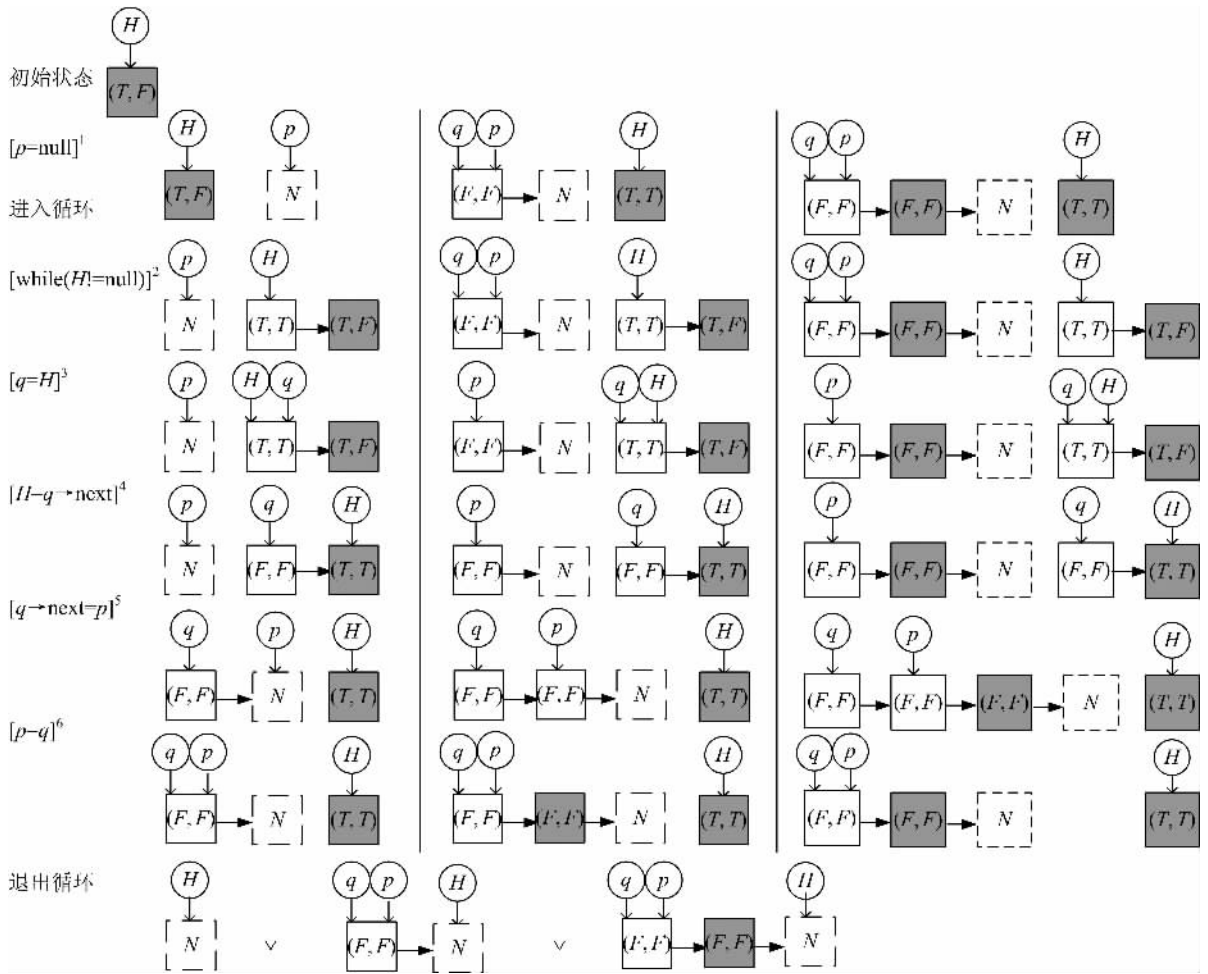 H
初始状态 (T, F)
H p q p H q p H
[p=null]¹
(T, F) N (F, F) N (T, T) (F, F) (F, F) N (T, T)
进入循环
p H q p H q p H
[while(H!=null)]²
N (T, T) (T, F) (F, F) N (T, T) (T, F) (F, F) (F, F) N (T, T) (T, F)
[q=H]³
p H q p q H p q H
N (T, T) (T, F) (F, F) N (T, T) (T, F) (F, F) (F, F) N (T, T) (T, F)
[H=q→next]⁴
p q H p q H p q H
N (F, F) (T, T) (F, F) N (F, F) (T, T) (F, F) (F, F) N (F, F) (T, T)
[q→next=p]⁵
q p H q p H q p H
(F, F) N (T, T) (F, F) (F, F) N (T, T) (F, F) (F, F) (F, F) N (T, T)
[p=q]⁶
q p H q p H q p H
(F, F) N (T, T) (F, F) (F, F) N (T, T) (F, F) (F, F) N (T, T)
退出循环
H q p H q p H
N ∨ (F, F) N ∨ (F, F) (F, F) N